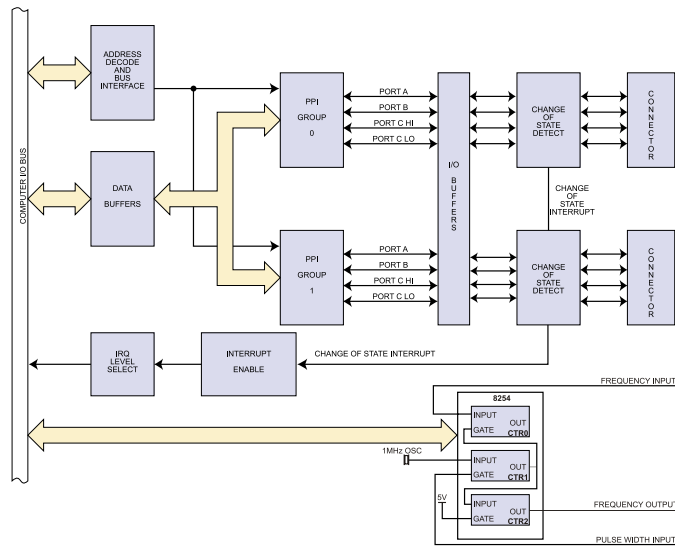 COMPUTER I/O BUS
ADDRESS
DECODE
AND
BUS
INTERFACE
DATA
BUFFERS
PPI
GROUP
0
PORT A
PORT B
PORT C HI
PORT C LO
I/O
BUFFERS
CHANGE
OF
STATE
DETECT
CONNECTOR
CHANGE
OF
STATE
INTERRUPT
PPI
GROUP
1
PORT A
PORT B
PORT C HI
PORT C LO
CHANGE
OF STATE
DETECT
CONNECTOR
IRQ
LEVEL
SELECT
INTERRUPT
ENABLE
CHANGE OF STATE INTERRUPT
FREQUENCY INPUT
8254
INPUT
OUT
GATE
CTR0
1MHz OSC
INPUT
OUT
GATE
CTR1
5V
INPUT
OUT
GATE
CTR2
FREQUENCY OUTPUT
PULSE WIDTH INPUT